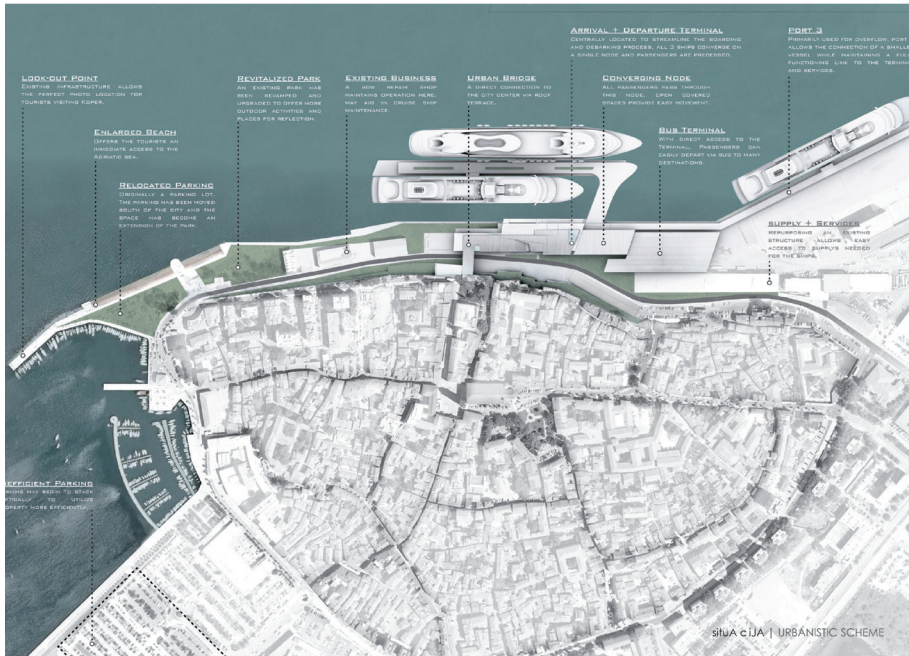 LOOK-OUT POINT
EXISTING INFRASTRUCTURE ALLOWS
THE PERFECT PHOTO LOCATION FOR
TOURISTS VISITING KOPER.
ENLARGED BEACH
OFFERS THE TOURISTS AN
IMMEDIATE ACCESS TO THE
ADRIATIC SEA.
RELOCATED PARKING
ORIGINALLY A PARKING LOT,
THE PARKING HAS BEEN MOVED
SOUTH OF THE CITY AND THE
SPACE HAS BECOME AN
EXTENSION OF THE PARK
REVITALIZED PARK
AN EXISTING PARK HAS
BEEN REVAMPED AND
UPGRADED TO OFFER MORE
OUTDOOR ACTIVITIES AND
PLACES FOR REFLECTION.
EXISTING BUSINESS
A ROW REPAIR SHOP
MAINTAINS OPERATION HERE,
MAY AID IN CRUISE SHIP
MAINTENANCE.
URBAN BRIDGE
A DIRECT CONNECTION TO
THE CITY CENTER VIA ROOF
TERRACE.
ARRIVAL + DEPARTURE TERMINAL
CENTRALLY LOCATED TO STREAMLINE THE BOARDING
AND DEBARKING PROCESS, ALL 3 SHIPS CONVERGE ON
A SINGLE NODE AND PASSENGERS ARE PROCESSED.
CONVERGING NODE
ALL PASSENGERS PASS THROUGH
THIS NODE. OPEN COVERED
SPACES PROVIDE EASY MOVEMENT.
BUS TERMINAL
WITH DIRECT ACCESS TO THE
TERMINAL, PASSENGERS CAN
EASILY DEPART VIA BUS TO MANY
DESTINATIONS.
PORT 3
PRIMARILY USED FOR OVERFLOW, PORT
ALLOWS THE CONNECTION OF A SMALLE
VESSEL WHILE MAINTAINING A FULL
FUNCTIONING LINK TO THE TERMIN
AND SERVICES.
SUPPLY + SERVICES
REPURPOSING AN EXISTING
STRUCTURE ALLOWS EASY
ACCESS TO SUPPLYS NEEDED
FOR THE SHIPS.
EFFICIENT PARKING
PARKING MAY BEGIN TO STACK
VERTICALLY TO UTILIZE
PROPERTY MORE EFFICIENTLY.
situA ciJA | URBANISTIC SCHEME